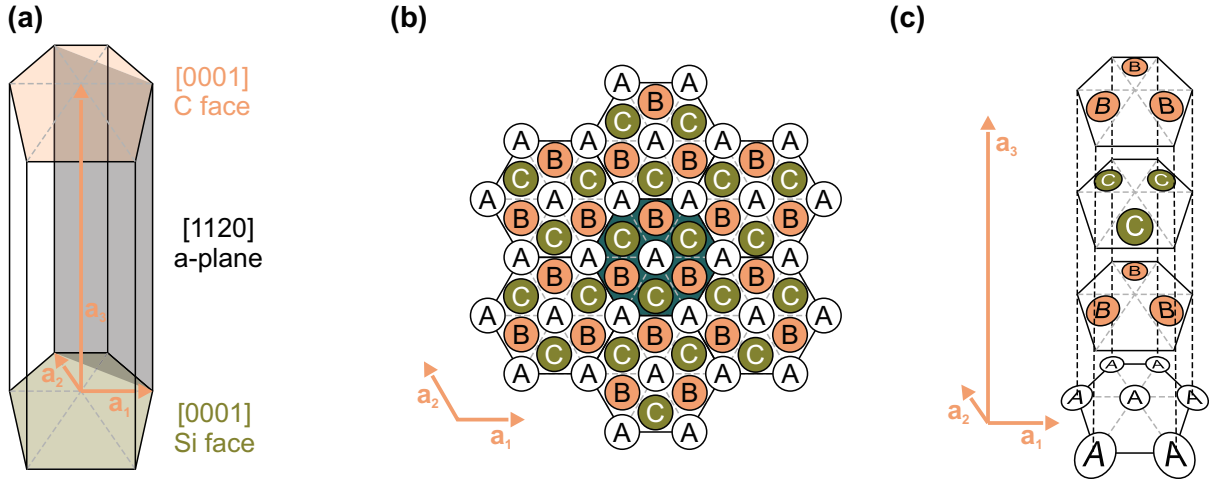 (a)
[0001]
C face
[1120]
a-plane
a₃
a₂
a₁
[0001]
Si face
(b)
A A
B
C C
A A A A A
B B B B
C C C C C
A A A A A A
B B B B B
C C C C
A A A A A
B B B B
C C C C C
A A A A A A
B B B B B
C C C C
A A A A A
B B
C
A A
a₂
a₁
(c)
B
B B
C C
C
B
B B
A A
A A A
A A
a₃
a₂
a₁